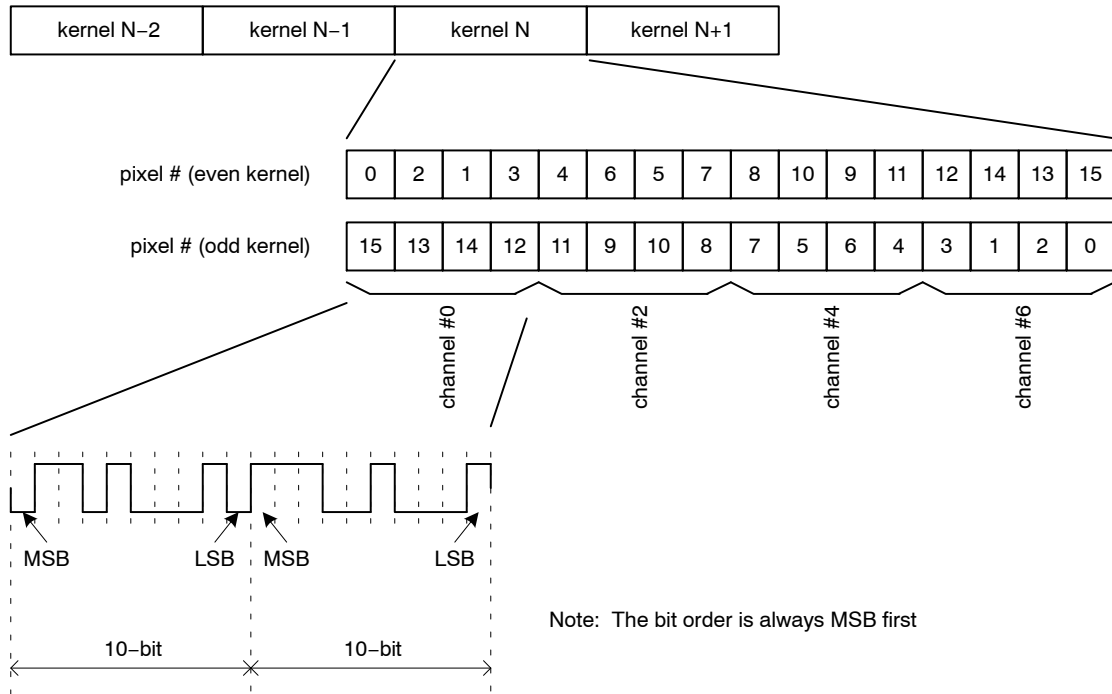 kernel N−2 kernel N−1 kernel N kernel N+1
pixel # (even kernel) 0 2 1 3 4 6 5 7 8 10 9 11 12 14 13 15
pixel # (odd kernel) 15 13 14 12 11 9 10 8 7 5 6 4 3 1 2 0
channel #0
channel #2
channel #4
channel #6
MSB LSB MSB LSB
Note: The bit order is always MSB first
10−bit 10−bit